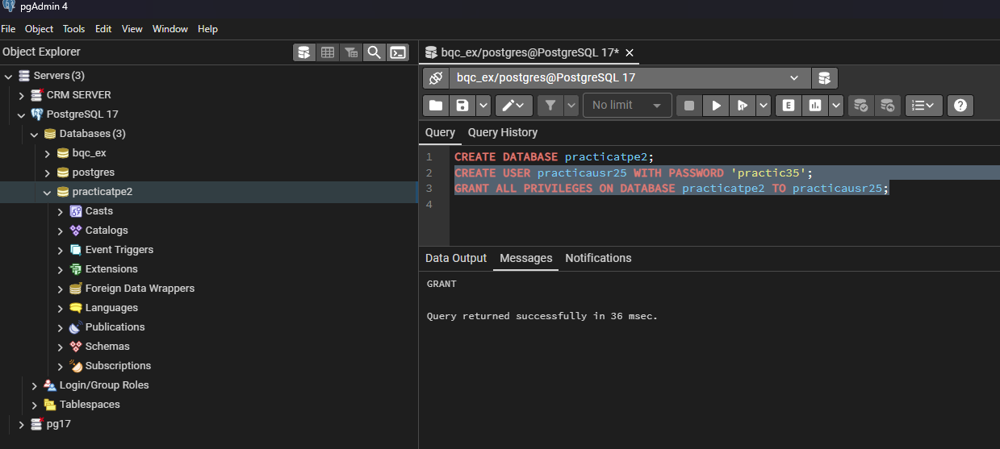 pgAdmin 4
File Object Tools Edit View Window Help
Object Explorer
Servers (3)
CRM SERVER
PostgreSQL 17
Databases (3)
bqc_ex
postgres
practicatpe2
Casts
Catalogs
Event Triggers
Extensions
Foreign Data Wrappers
Languages
Publications
Schemas
Subscriptions
Login/Group Roles
Tablespaces
pg17
bqc_ex/postgres@PostgreSQL 17*
bqc_ex/postgres@PostgreSQL 17
No limit
E
Query Query History
1 CREATE DATABASE practicatpe2;
2 CREATE USER practicausr25 WITH PASSWORD 'practic35';
3 GRANT ALL PRIVILEGES ON DATABASE practicatpe2 TO practicausr25;
4
Data Output Messages Notifications
GRANT
Query returned successfully in 36 msec.